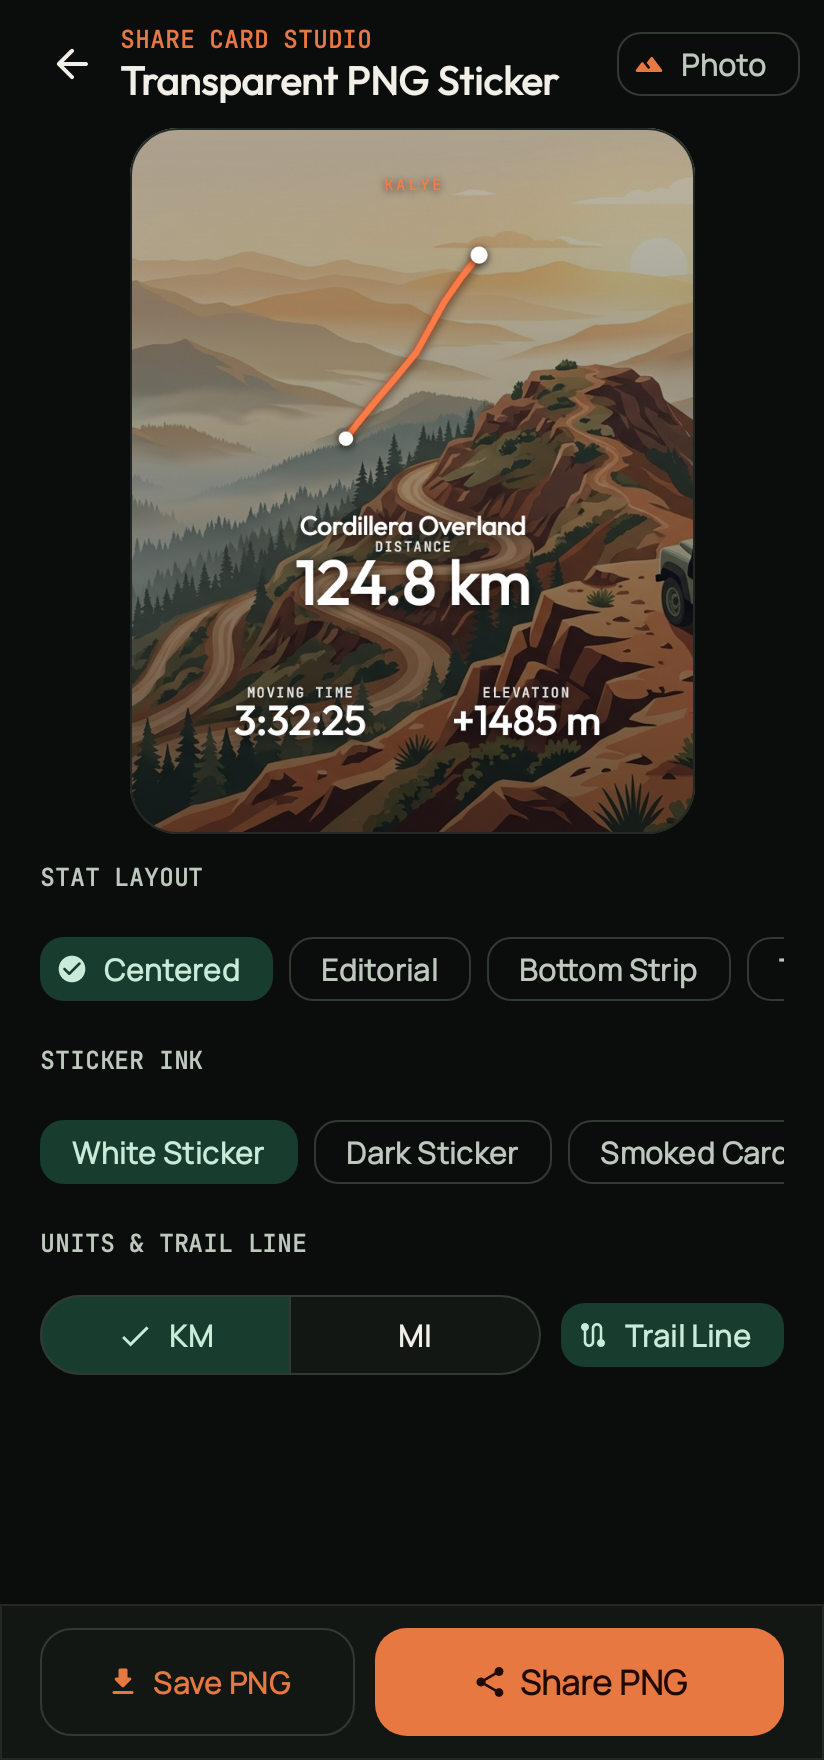 SHARE CARD STUDIO
Transparent PNG Sticker
Photo
KALYE
Cordillera Overland
DISTANCE
124.8 km
MOVING TIME
3:32:25
ELEVATION
+1485 m
STAT LAYOUT
Centered
Editorial
Bottom Strip
STICKER INK
White Sticker
Dark Sticker
Smoked Card
UNITS & TRAIL LINE
KM
MI
Trail Line
Save PNG
Share PNG